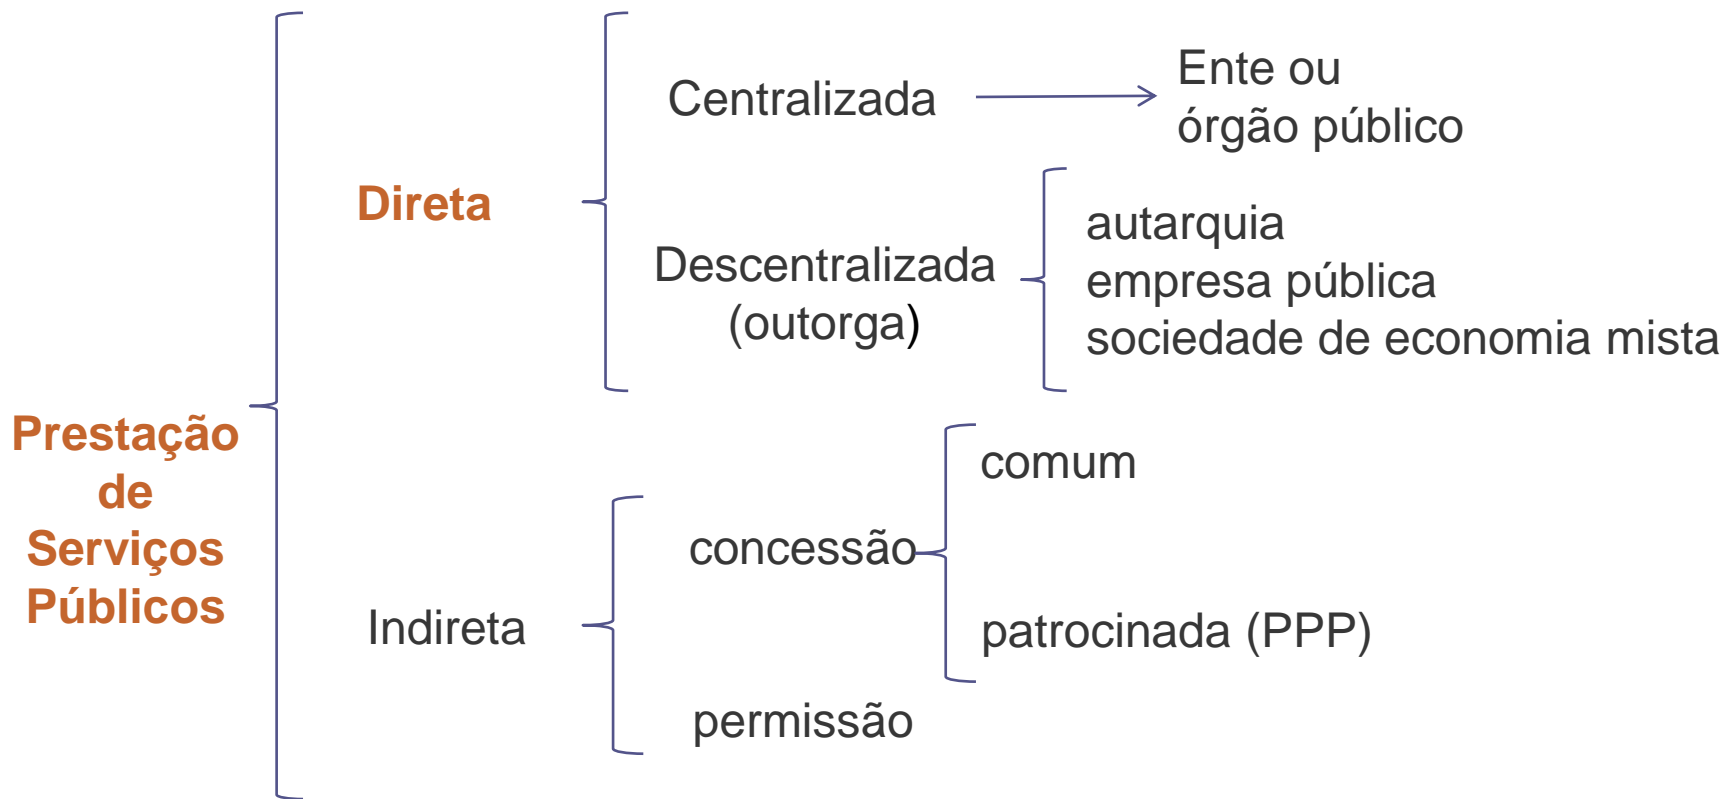 Prestação
de
Serviços
Públicos
Direta
Centralizada
Ente ou
órgão público
Descentralizada
(outorga)
autarquia
empresa pública
sociedade de economia mista
Indireta
concessão
comum
patrocinada (PPP)
permissão